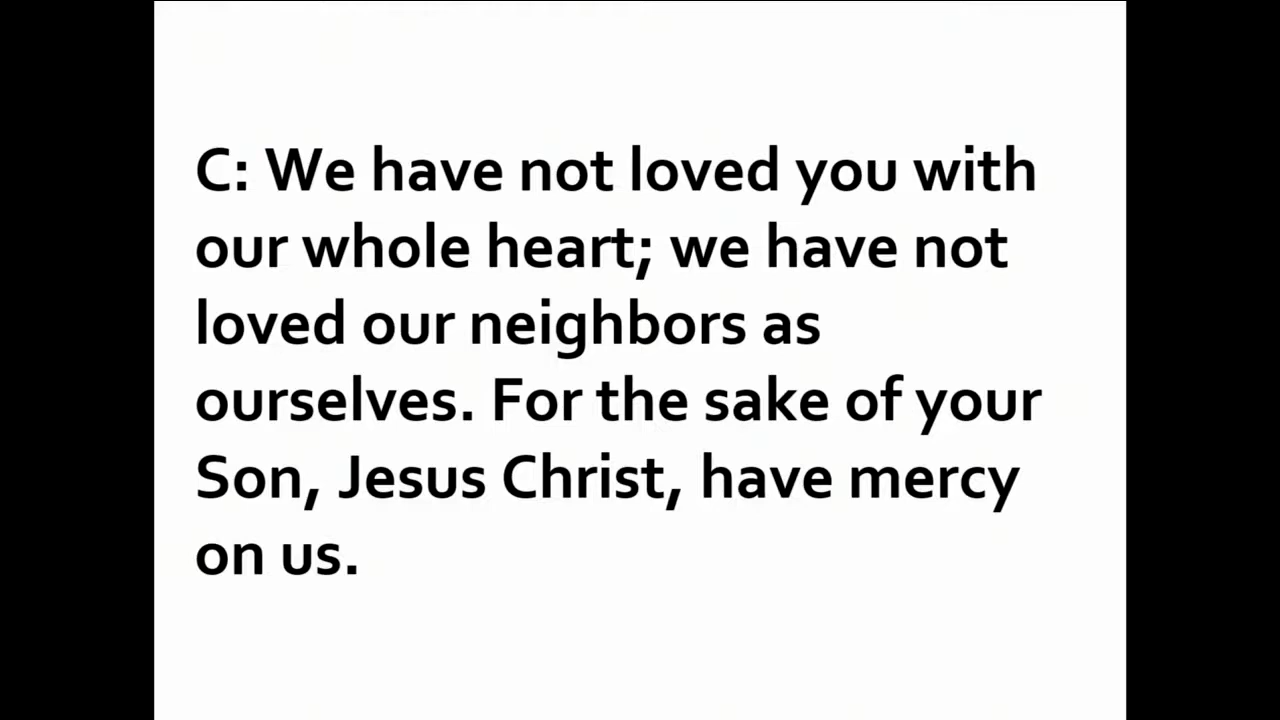 C: We have not loved you with
our whole heart; we have not
loved our neighbors as
ourselves. For the sake of your
Son, Jesus Christ, have mercy
on us.